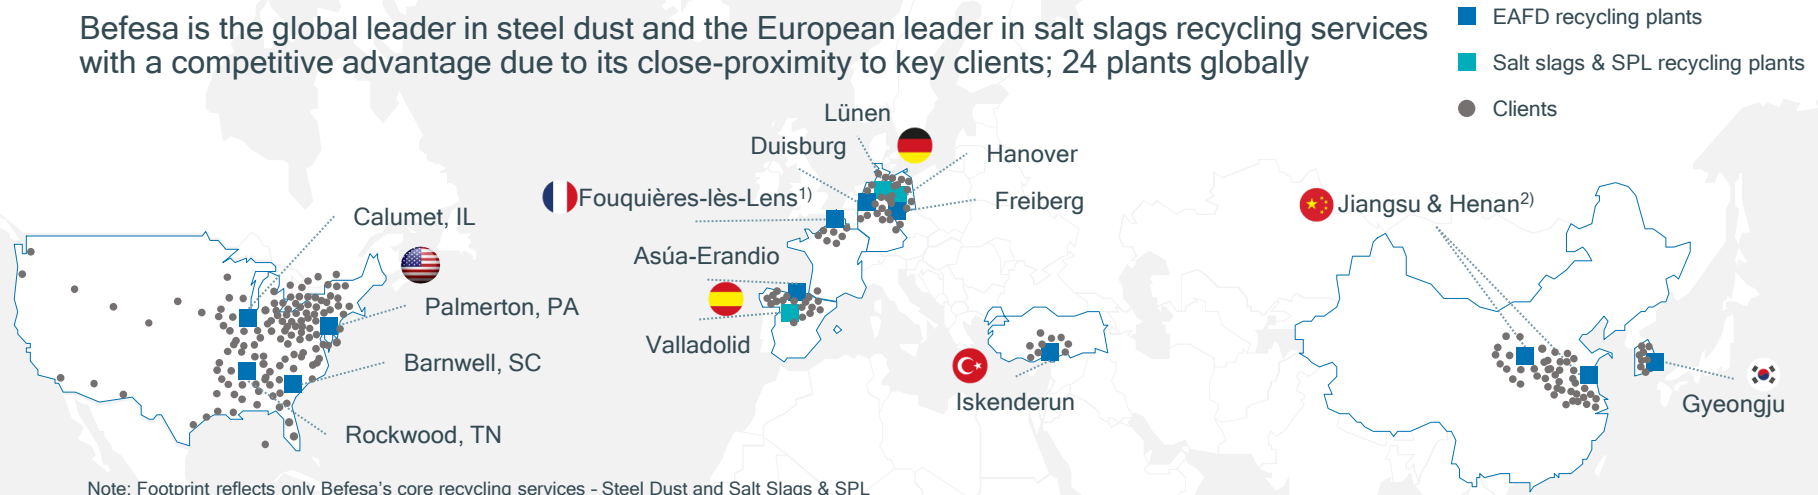 Befesa is the global leader in steel dust and the European leader in salt slags recycling services
with a competitive advantage due to its close-proximity to key clients; 24 plants globally
EAFD recycling plants
Salt slags & SPL recycling plants
Clients
Lünen
Duisburg
Hanover
Fouquières-lès-Lens1)
Freiberg
Jiangsu & Henan2)
Calumet, IL
Asúa-Erandio
Palmerton, PA
Valladolid
Barnwell, SC
Iskenderun
Gyeongju
Rockwood, TN
Note: Footprint reflects only Befesa's core recycling services - Steel Dust and Salt Slags & SPL